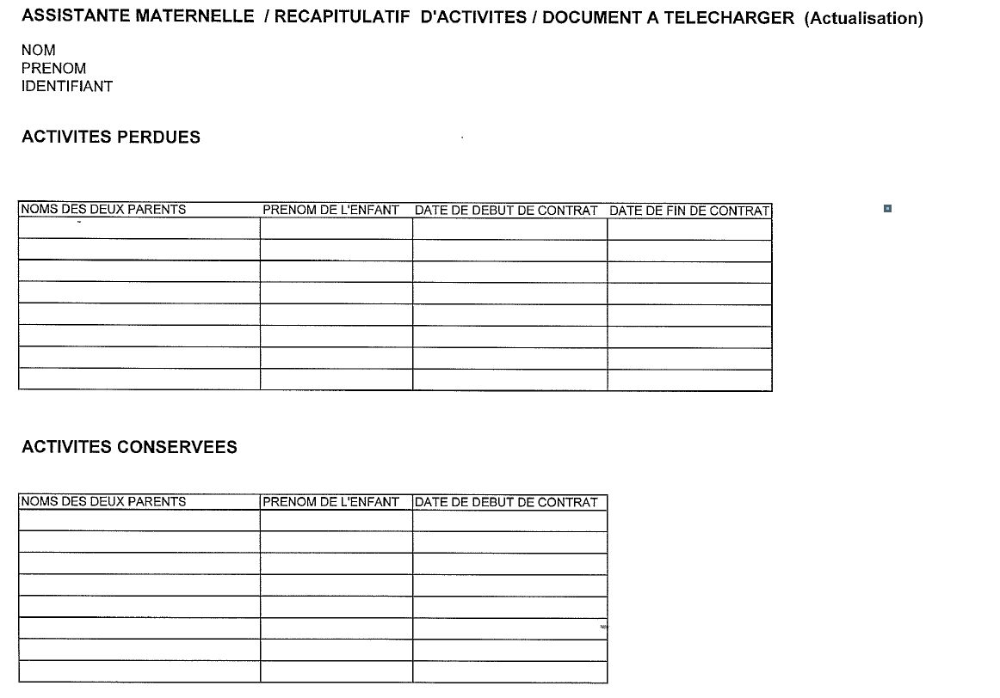 ASSISTANTE MATERNELLE / RECAPITULATIF D'ACTIVITES / DOCUMENT A TELECHARGER (Actualisation)
NOM
PRENOM
IDENTIFIANT
ACTIVITES PERDUES
NOMS DES DEUX PARENTS PRENOM DE L'ENFANT DATE DE DEBUT DE CONTRAT DATE DE FIN DE CONTRAT
ACTIVITES CONSERVEES
NOMS DES DEUX PARENTS PRENOM DE L'ENFANT DATE DE DEBUT DE CONTRAT